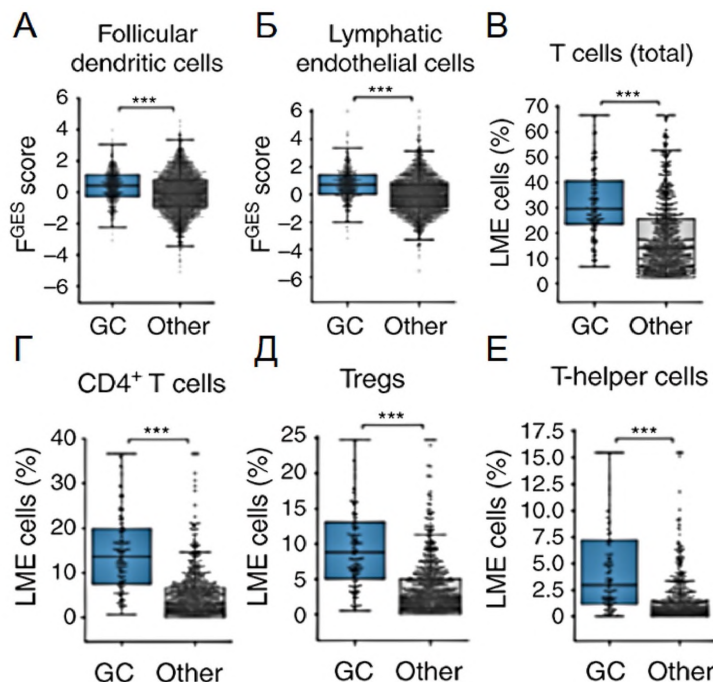 А
Follicular
dendritic cells
***
6
4
2
0
–2
–4
–6
F^GES score
GC
Other
Б
Lymphatic
endothelial cells
***
6
4
2
0
–2
–4
–6
F^GES score
GC
Other
В
T cells (total)
***
70
60
50
40
30
20
10
0
LME cells (%)
GC
Other
Г
CD4⁺ T cells
***
40
30
20
10
0
LME cells (%)
GC
Other
Д
Tregs
***
25
20
15
10
5
0
LME cells (%)
GC
Other
Е
T-helper cells
***
17.5
15.0
12.5
10.0
7.5
5.0
2.5
0
LME cells (%)
GC
Other